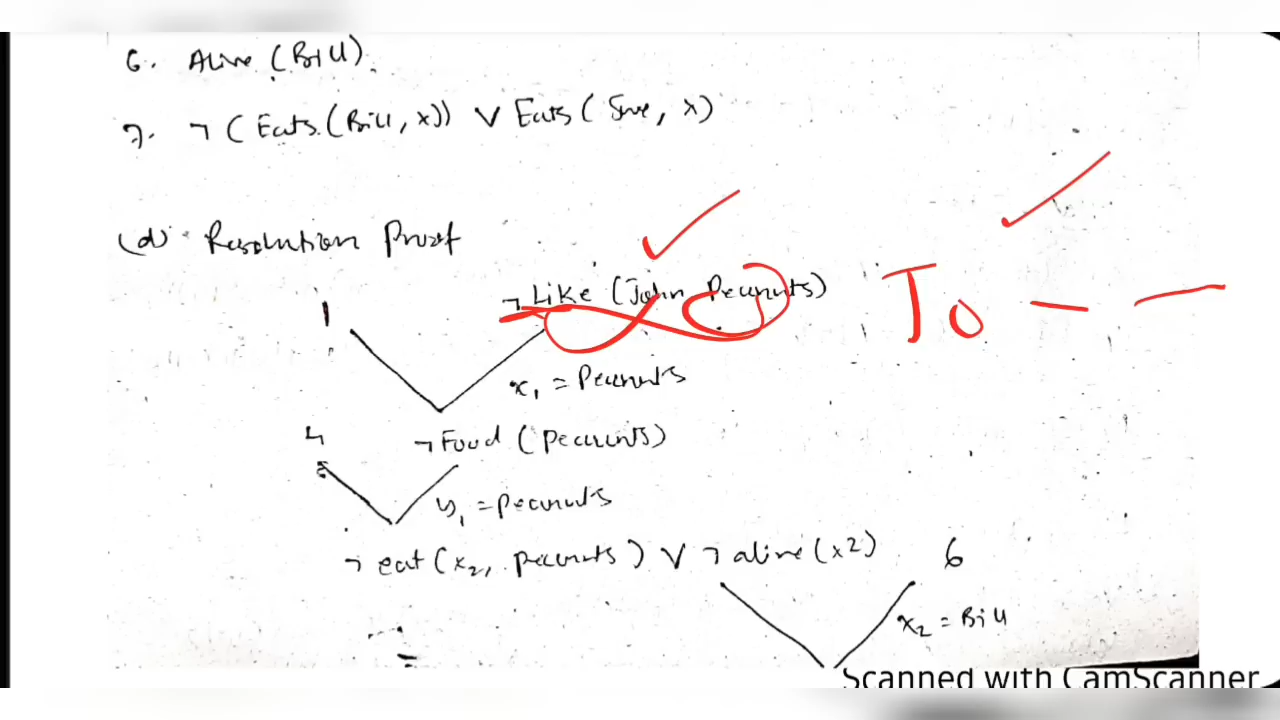 6. Alive (Bill).
7. ¬ (Eats (Bill, x)) ∨ Eats (Sue, x)
(d) Resolution Proof
1 ¬ Like (John Peanuts) To
x₁ = Peanuts
4 ¬ Food (peanuts)
y₁ = peanuts
¬ eat (x₂, peanuts) ∨ ¬ alive (x2) 6
x₂ = Bill
Scanned with CamScanner